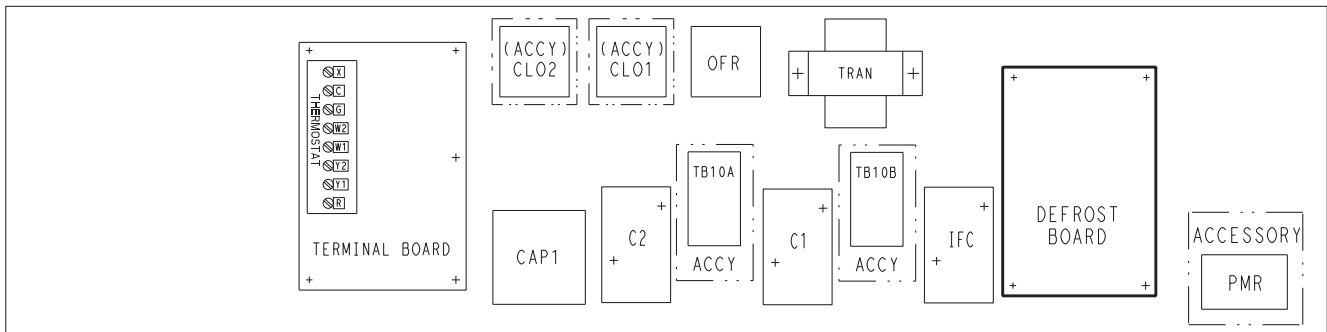 THERMOSTAT
X
C
G
W2
W1
Y2
Y1
R
TERMINAL BOARD
(ACCY)
CLO2
(ACCY)
CLO1
OFR
TRAN
CAP1
C2
TB10A
ACCY
C1
TB10B
ACCY
IFC
DEFROST
BOARD
ACCESSORY
PMR